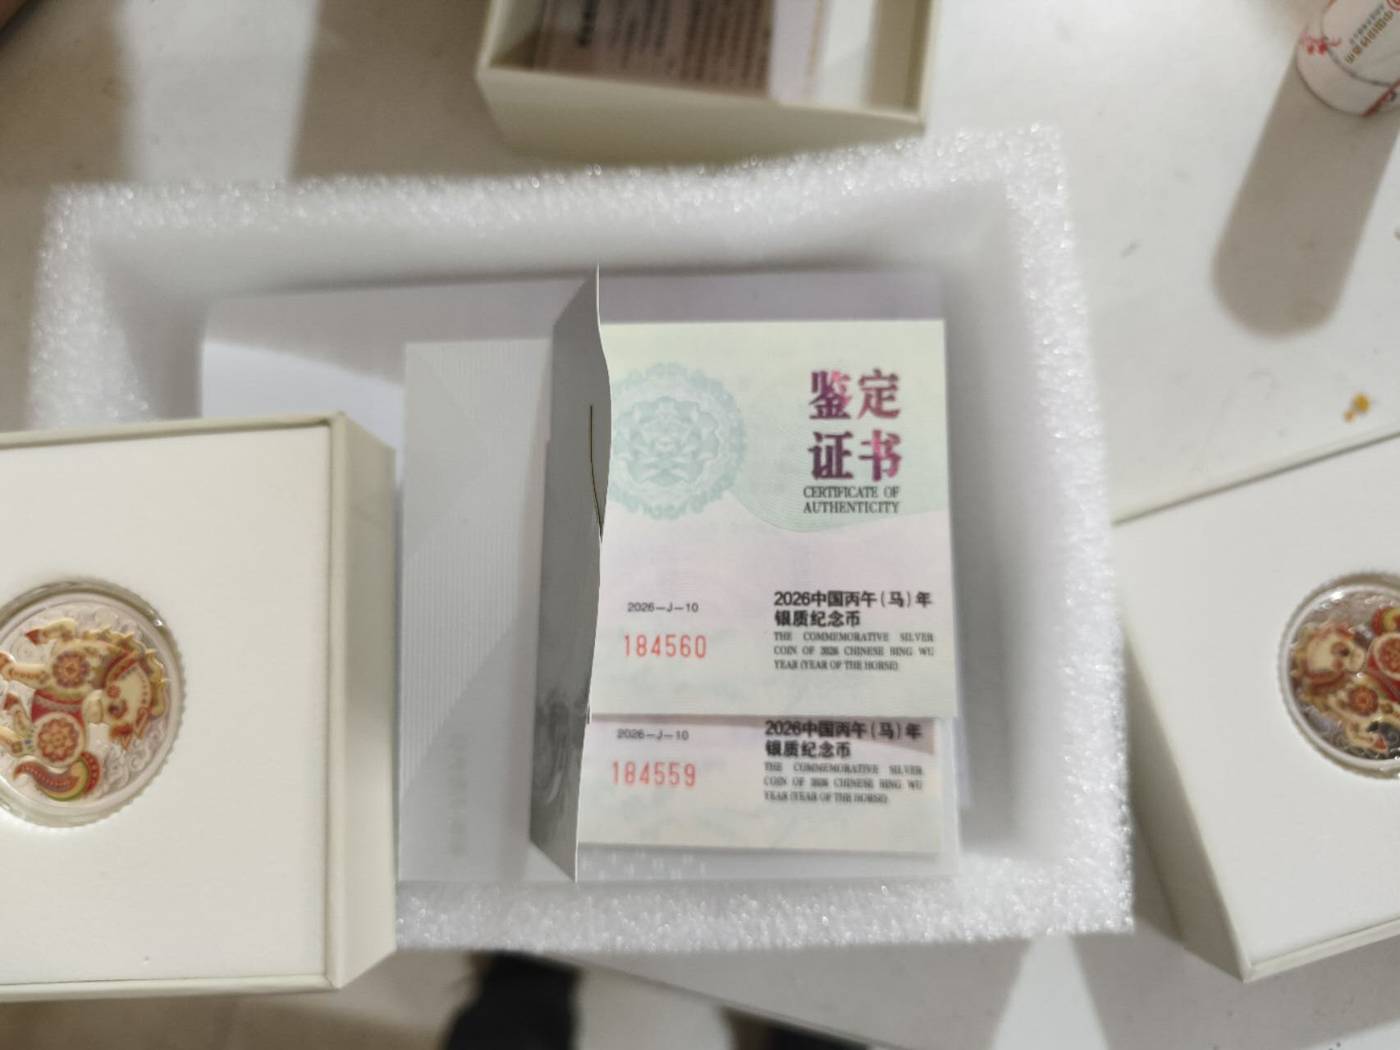 鉴定
证书
CERTIFICATE OF
AUTHENTICITY
2026-J-10
184560
2026中国丙午(马)年
银质纪念币
THE COMMEMORATIVE SILVER
COIN OF 2026 CHINESE BING WU
YEAR (YEAR OF THE HORSE)
2026-J-10
184559
2026中国丙午(马)年
银质纪念币
THE COMMEMORATIVE SILVER
COIN OF 2026 CHINESE BING WU
YEAR (YEAR OF THE HORSE)